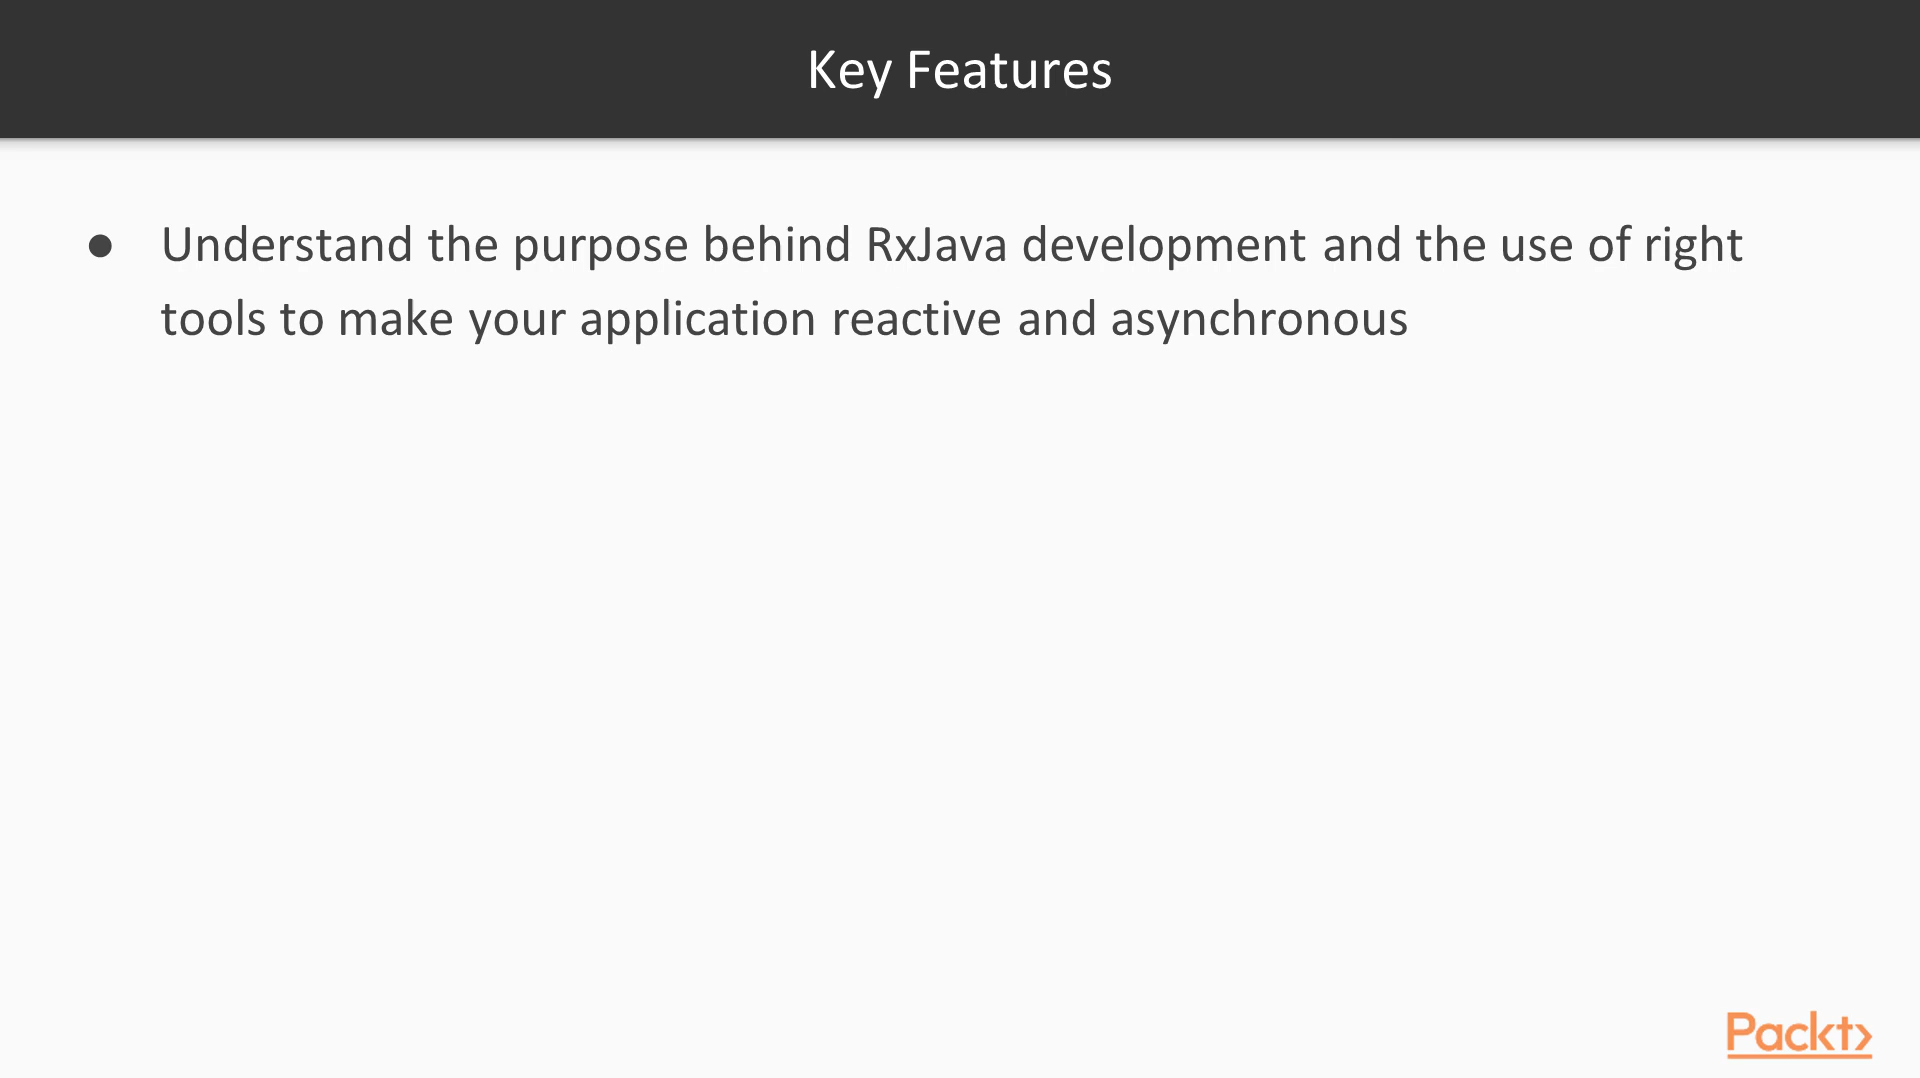 Key Features
● Understand the purpose behind RxJava development and the use of right
tools to make your application reactive and asynchronous
Packt>